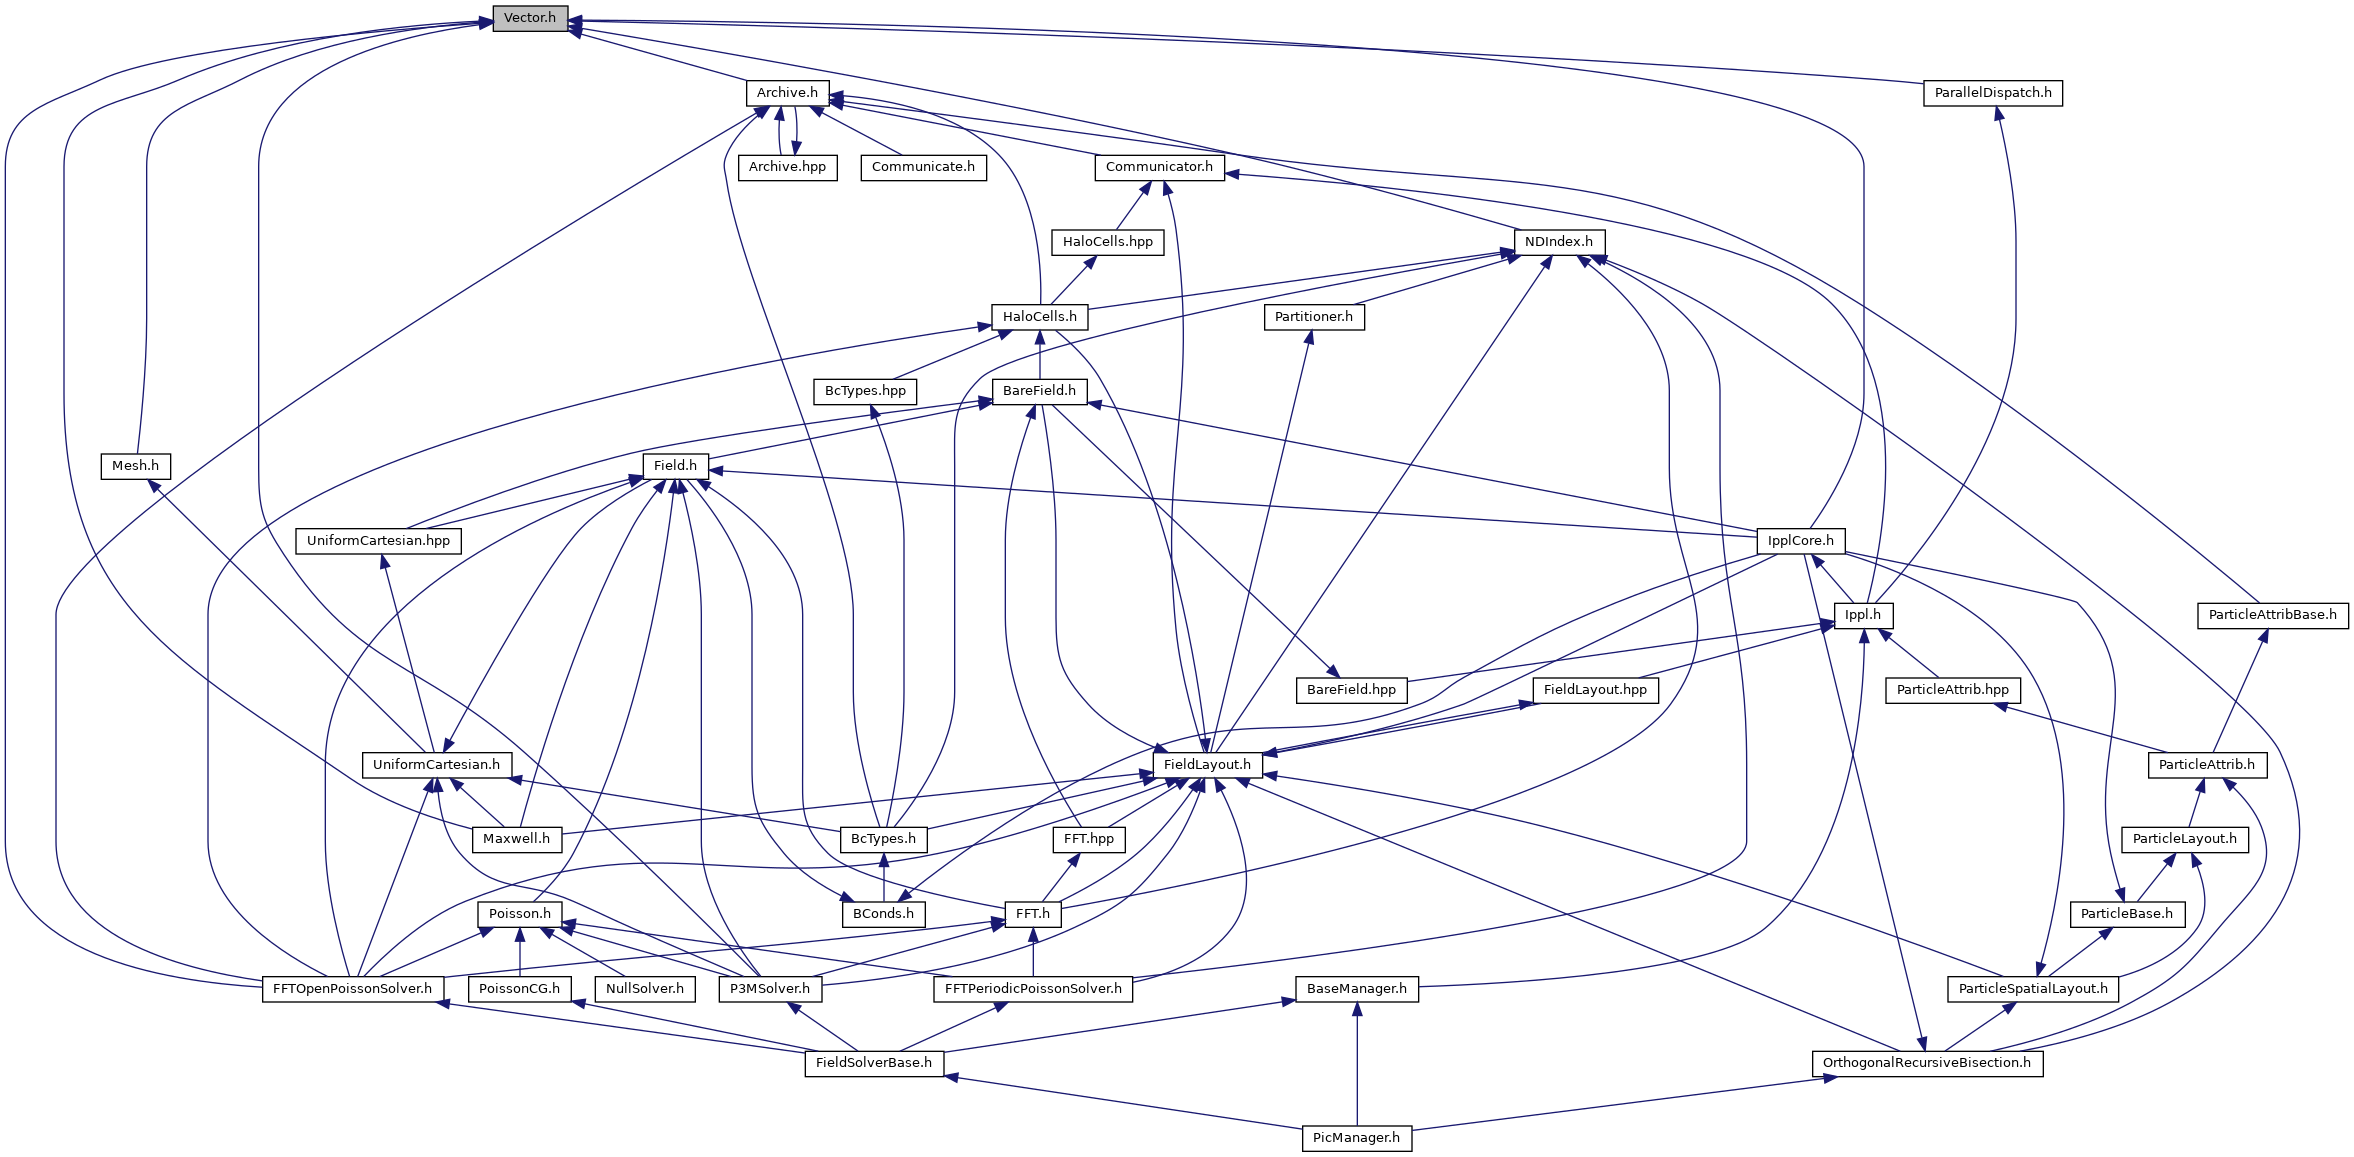 Vector.h
Archive.h
ParallelDispatch.h
Archive.hpp
Communicate.h
Communicator.h
HaloCells.hpp
NDIndex.h
HaloCells.h
Partitioner.h
BcTypes.hpp
BareField.h
Mesh.h
Field.h
UniformCartesian.hpp
IpplCore.h
Ippl.h
ParticleAttribBase.h
BareField.hpp
FieldLayout.hpp
ParticleAttrib.hpp
UniformCartesian.h
FieldLayout.h
ParticleAttrib.h
Maxwell.h
BcTypes.h
FFT.hpp
ParticleLayout.h
Poisson.h
BConds.h
FFT.h
ParticleBase.h
FFTOpenPoissonSolver.h
PoissonCG.h
NullSolver.h
P3MSolver.h
FFTPeriodicPoissonSolver.h
BaseManager.h
ParticleSpatialLayout.h
FieldSolverBase.h
OrthogonalRecursiveBisection.h
PicManager.h